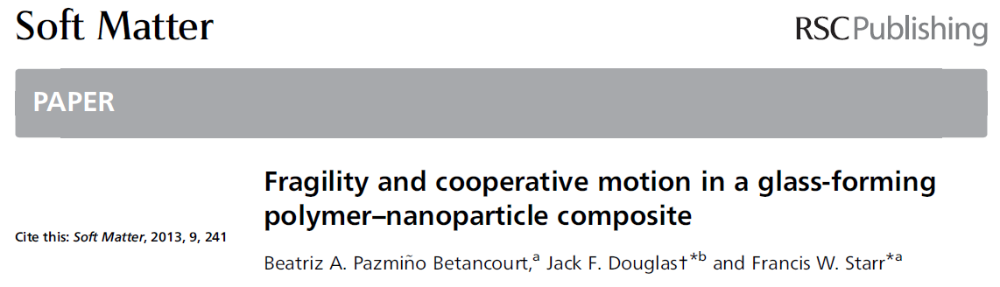 Soft Matter
RSCPublishing
PAPER
Fragility and cooperative motion in a glass-forming
polymer–nanoparticle composite
Cite this: Soft Matter, 2013, 9, 241
Beatriz A. Pazmiño Betancourt,a Jack F. Douglas†*b and Francis W. Starr*a